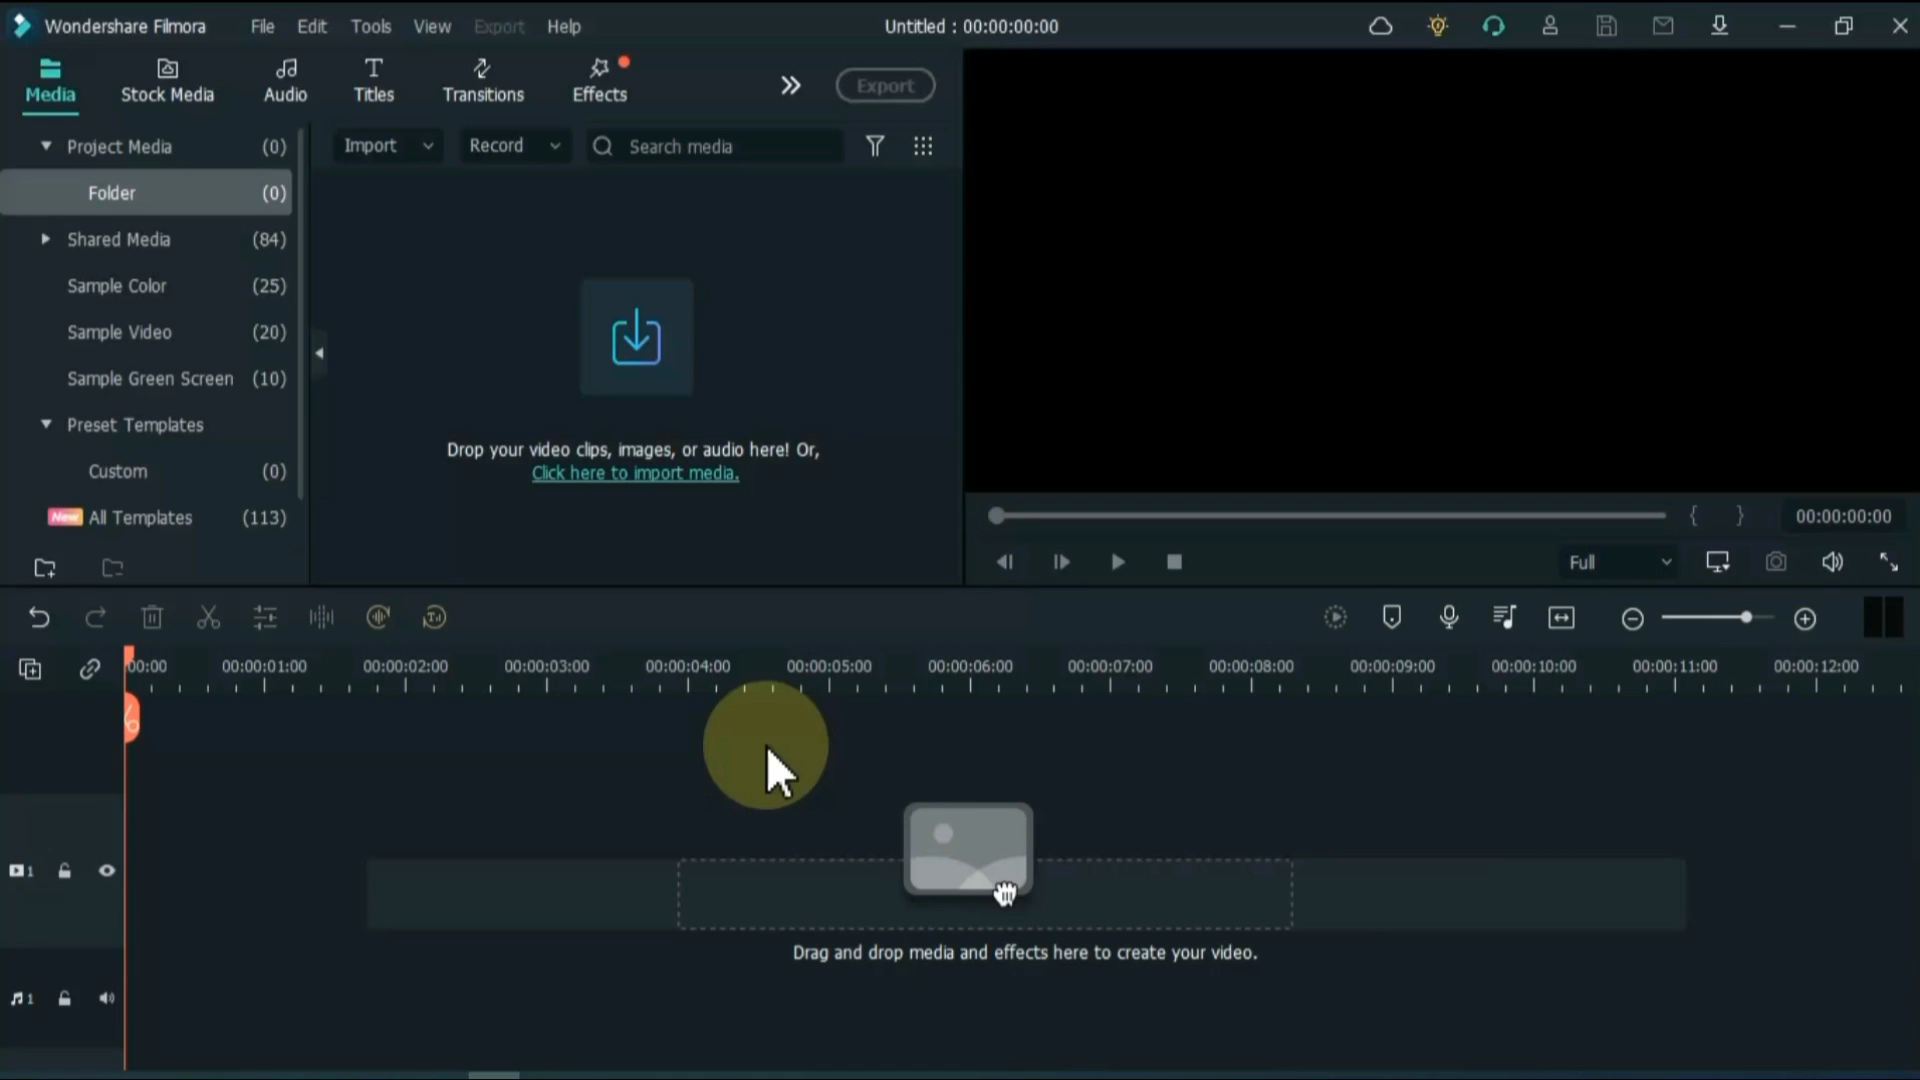 Wondershare Filmora File Edit Tools View Export Help Untitled : 00:00:00:00
Media Stock Media Audio Titles Transitions Effects Export
Project Media (0)
Folder (0)
Shared Media (84)
Sample Color (25)
Sample Video (20)
Sample Green Screen (10)
Preset Templates
Custom (0)
New All Templates (113)
Import Record Search media
Drop your video clips, images, or audio here! Or,
Click here to import media.
{ } 00:00:00:00
Full
00:00 00:00:01:00 00:00:02:00 00:00:03:00 00:00:04:00 00:00:05:00 00:00:06:00 00:00:07:00 00:00:08:00 00:00:09:00 00:00:10:00 00:00:11:00 00:00:12:00
1
Drag and drop media and effects here to create your video.
1